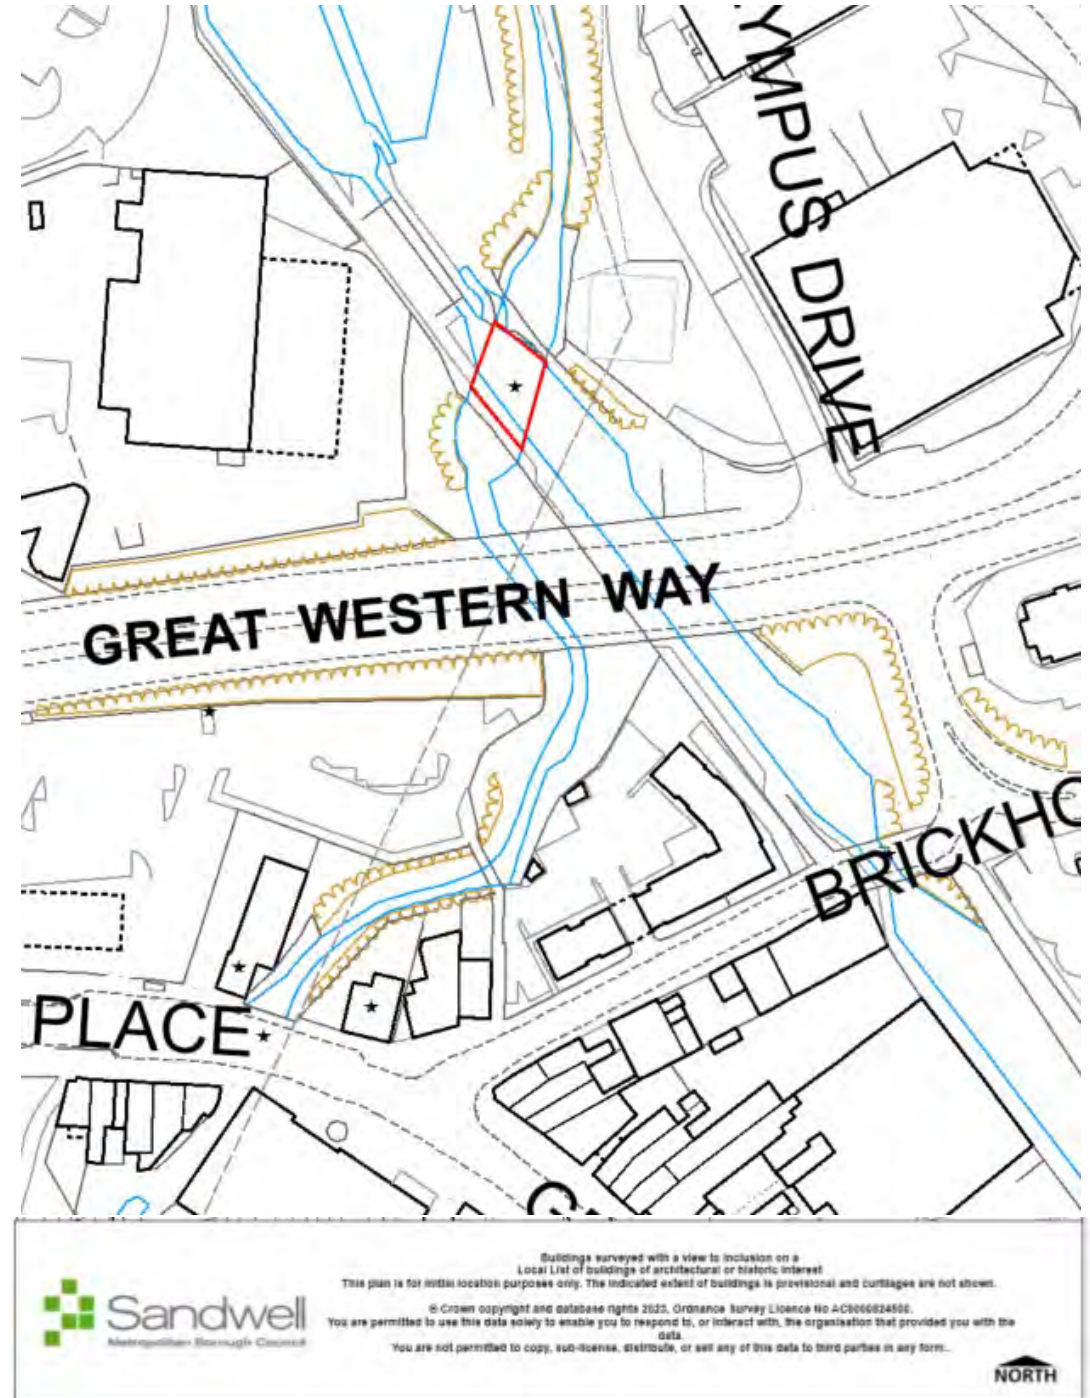 YMPUS DRIVE
GREAT WESTERN WAY
BRICKHO
PLACE
G
Sandwell
Metropolitan Borough Council
Buildings surveyed with a view to inclusion on a
Local List of buildings of architectural or historic interest
This plan is for initial location purposes only. The indicated extent of buildings is provisional and curtilages are not shown.
© Crown copyright and database rights 2023, Ordnance Survey Licence No AC0000824500.
You are permitted to use this data solely to enable you to respond to, or interact with, the organisation that provided you with the
data.
You are not permitted to copy, sub-license, distribute, or sell any of this data to third parties in any form..
NORTH